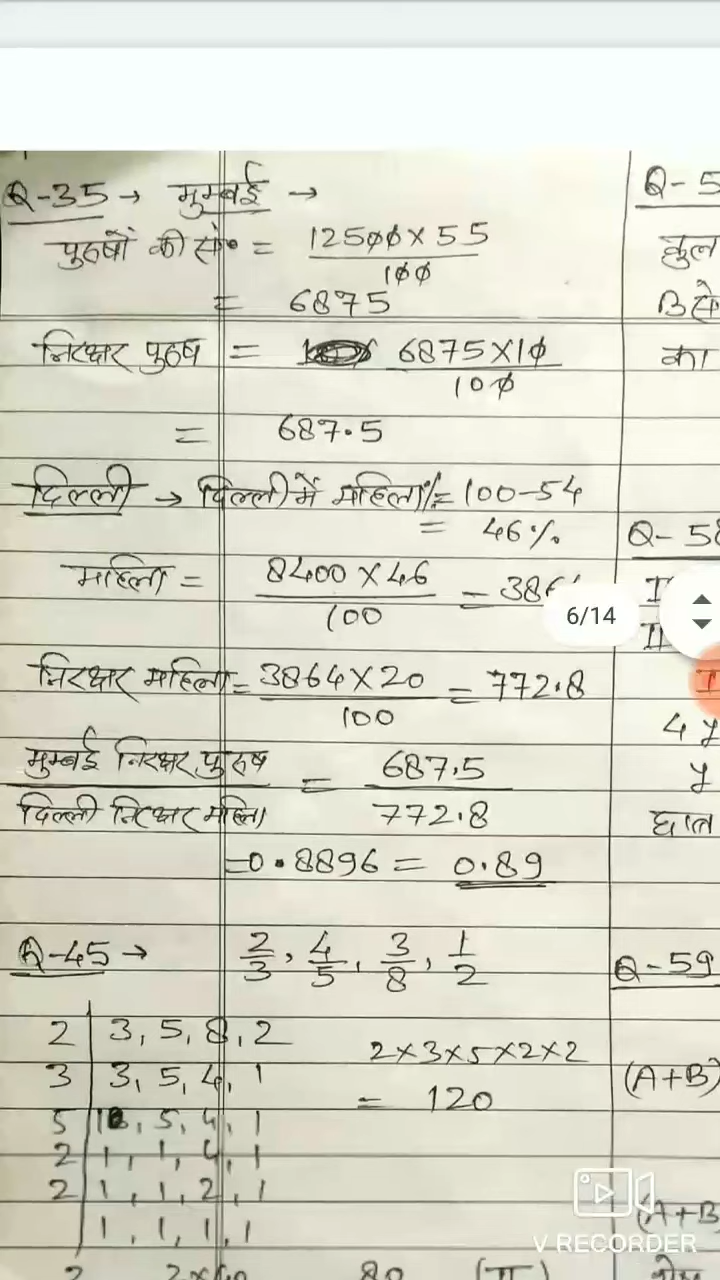 Q-35 → मुम्बई →
पुरुषों की सं० = 12500 × 55 / 100
= 6875
निरक्षर पुरुष = 6875 × 10 / 100
= 687.5
दिल्ली → दिल्ली में महिला % = 100-54
= 46%
महिला = 8400 × 46 / 100 = 386
निरक्षर महिला = 3864 × 20 / 100 = 772.8
मुम्बई निरक्षर पुरुष / दिल्ली निरक्षर महिला = 687.5 / 772.8
= 0.8896 = 0.89
Q-45 → 2/3, 4/5, 3/8, 1/2
2 | 3, 5, 8, 2
3 | 3, 5, 4, 1
5 | 1, 5, 4, 1
2 | 1, 1, 4, 1
2 | 1, 1, 2, 1
1, 1, 1, 1
2×3×5×2×2
= 120
Q-5
कुल
B से
का
Q-58
I
II
4 y
y
छात
Q-59
(A+B)
(A+B)
6/14
V RECORDER